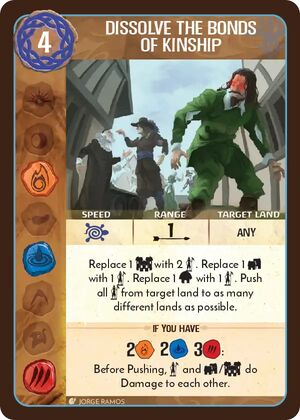 4
DISSOLVE THE BONDS
OF KINSHIP
SPEED RANGE TARGET LAND
1 ANY
Replace 1 with 2 . Replace 1
with 1 . Replace 1 with 1 . Push
all from target land to as many
different lands as possible.
IF YOU HAVE
2 2 3 :
Before Pushing, and / do
Damage to each other.
JORGE RAMOS